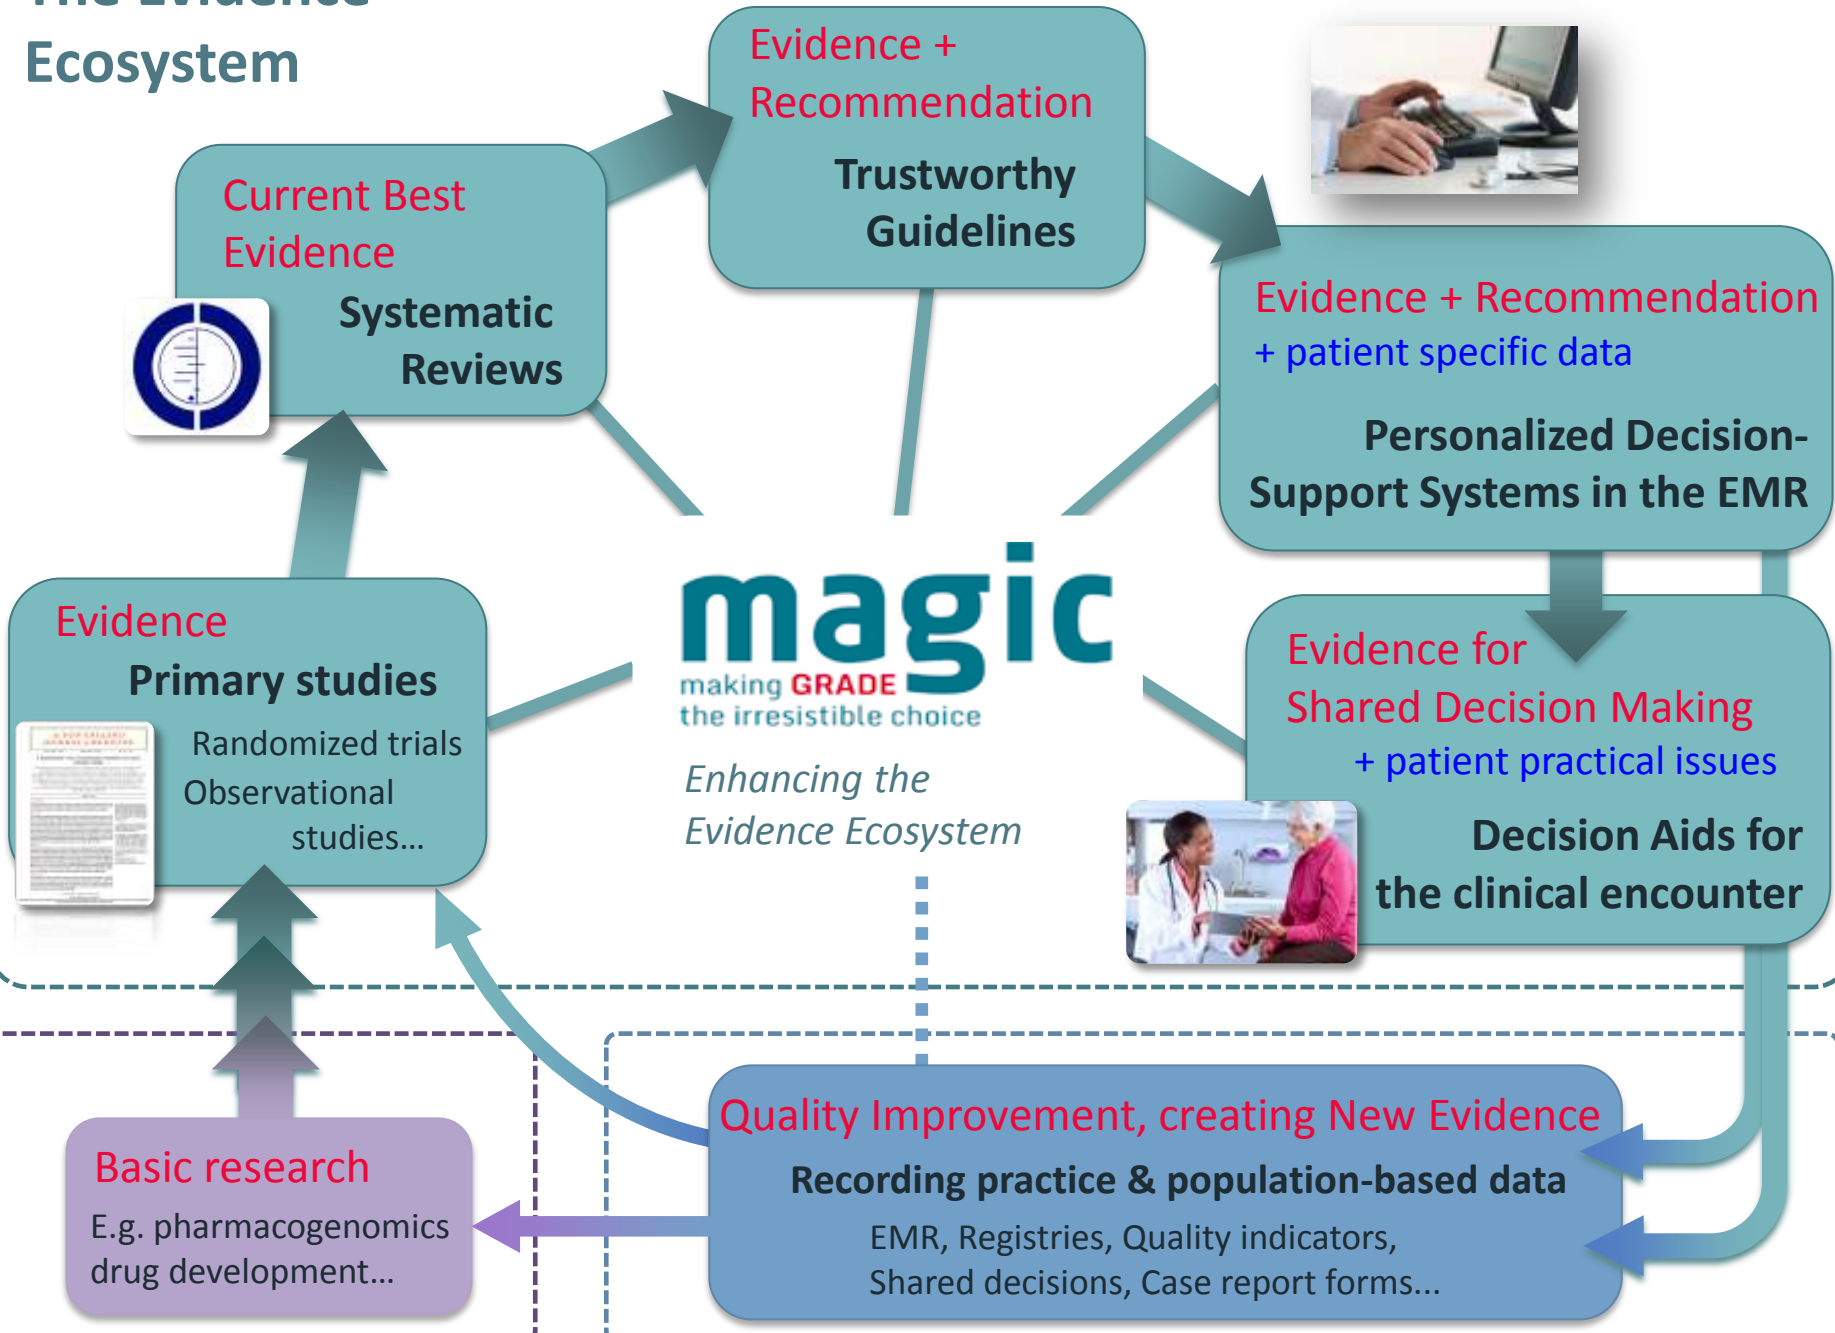 The Evidence
Ecosystem
Evidence +
Recommendation
Trustworthy
Guidelines
Current Best
Evidence
Systematic
Reviews
Evidence + Recommendation
+ patient specific data
Personalized Decision-
Support Systems in the EMR
Evidence
Primary studies
Randomized trials
Observational
studies...
magic
making GRADE
the irresistible choice
Enhancing the
Evidence Ecosystem
Evidence for
Shared Decision Making
+ patient practical issues
Decision Aids for
the clinical encounter
Basic research
E.g. pharmacogenomics
drug development...
Quality Improvement, creating New Evidence
Recording practice & population-based data
EMR, Registries, Quality indicators,
Shared decisions, Case report forms...